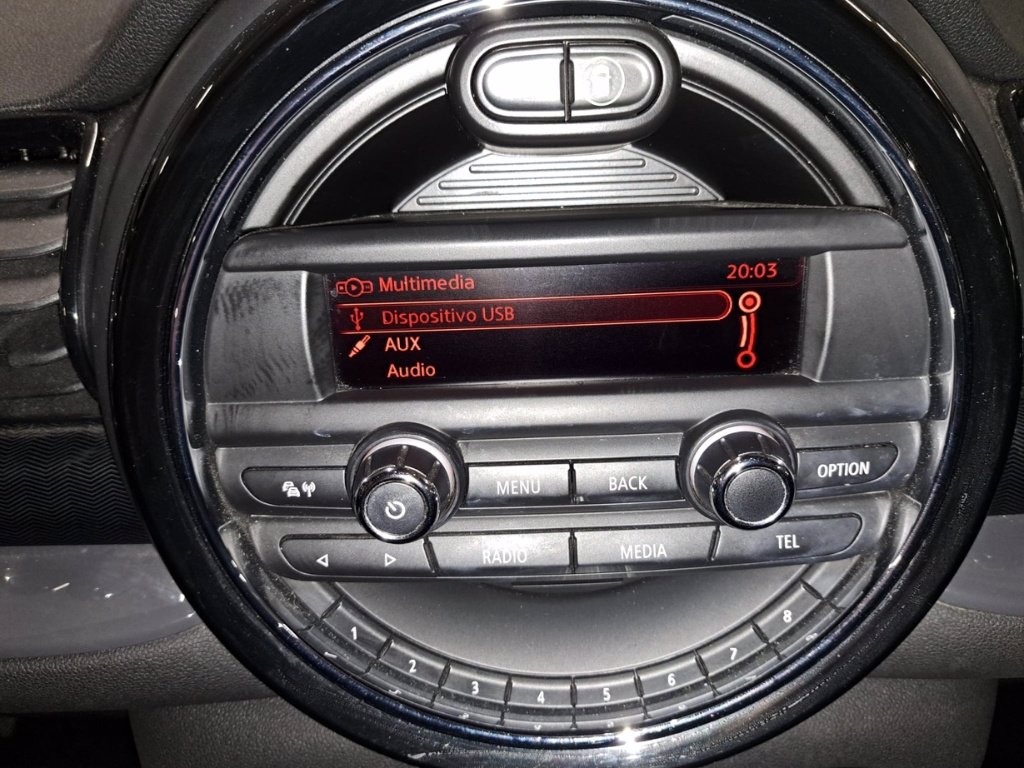 Multimedia 20:03
Dispositivo USB
AUX
Audio
MENU BACK OPTION
RADIO MEDIA TEL
1 2 3 4 5 6 7 8